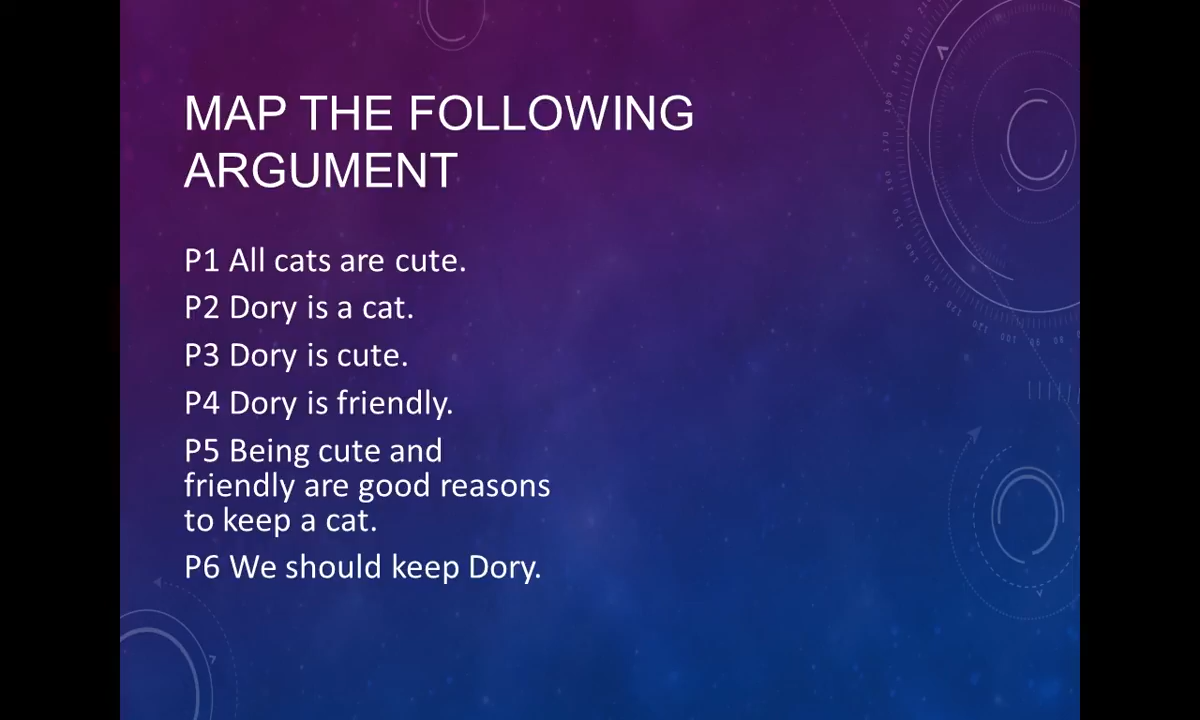 MAP THE FOLLOWING
ARGUMENT
P1 All cats are cute.
P2 Dory is a cat.
P3 Dory is cute.
P4 Dory is friendly.
P5 Being cute and
friendly are good reasons
to keep a cat.
P6 We should keep Dory.